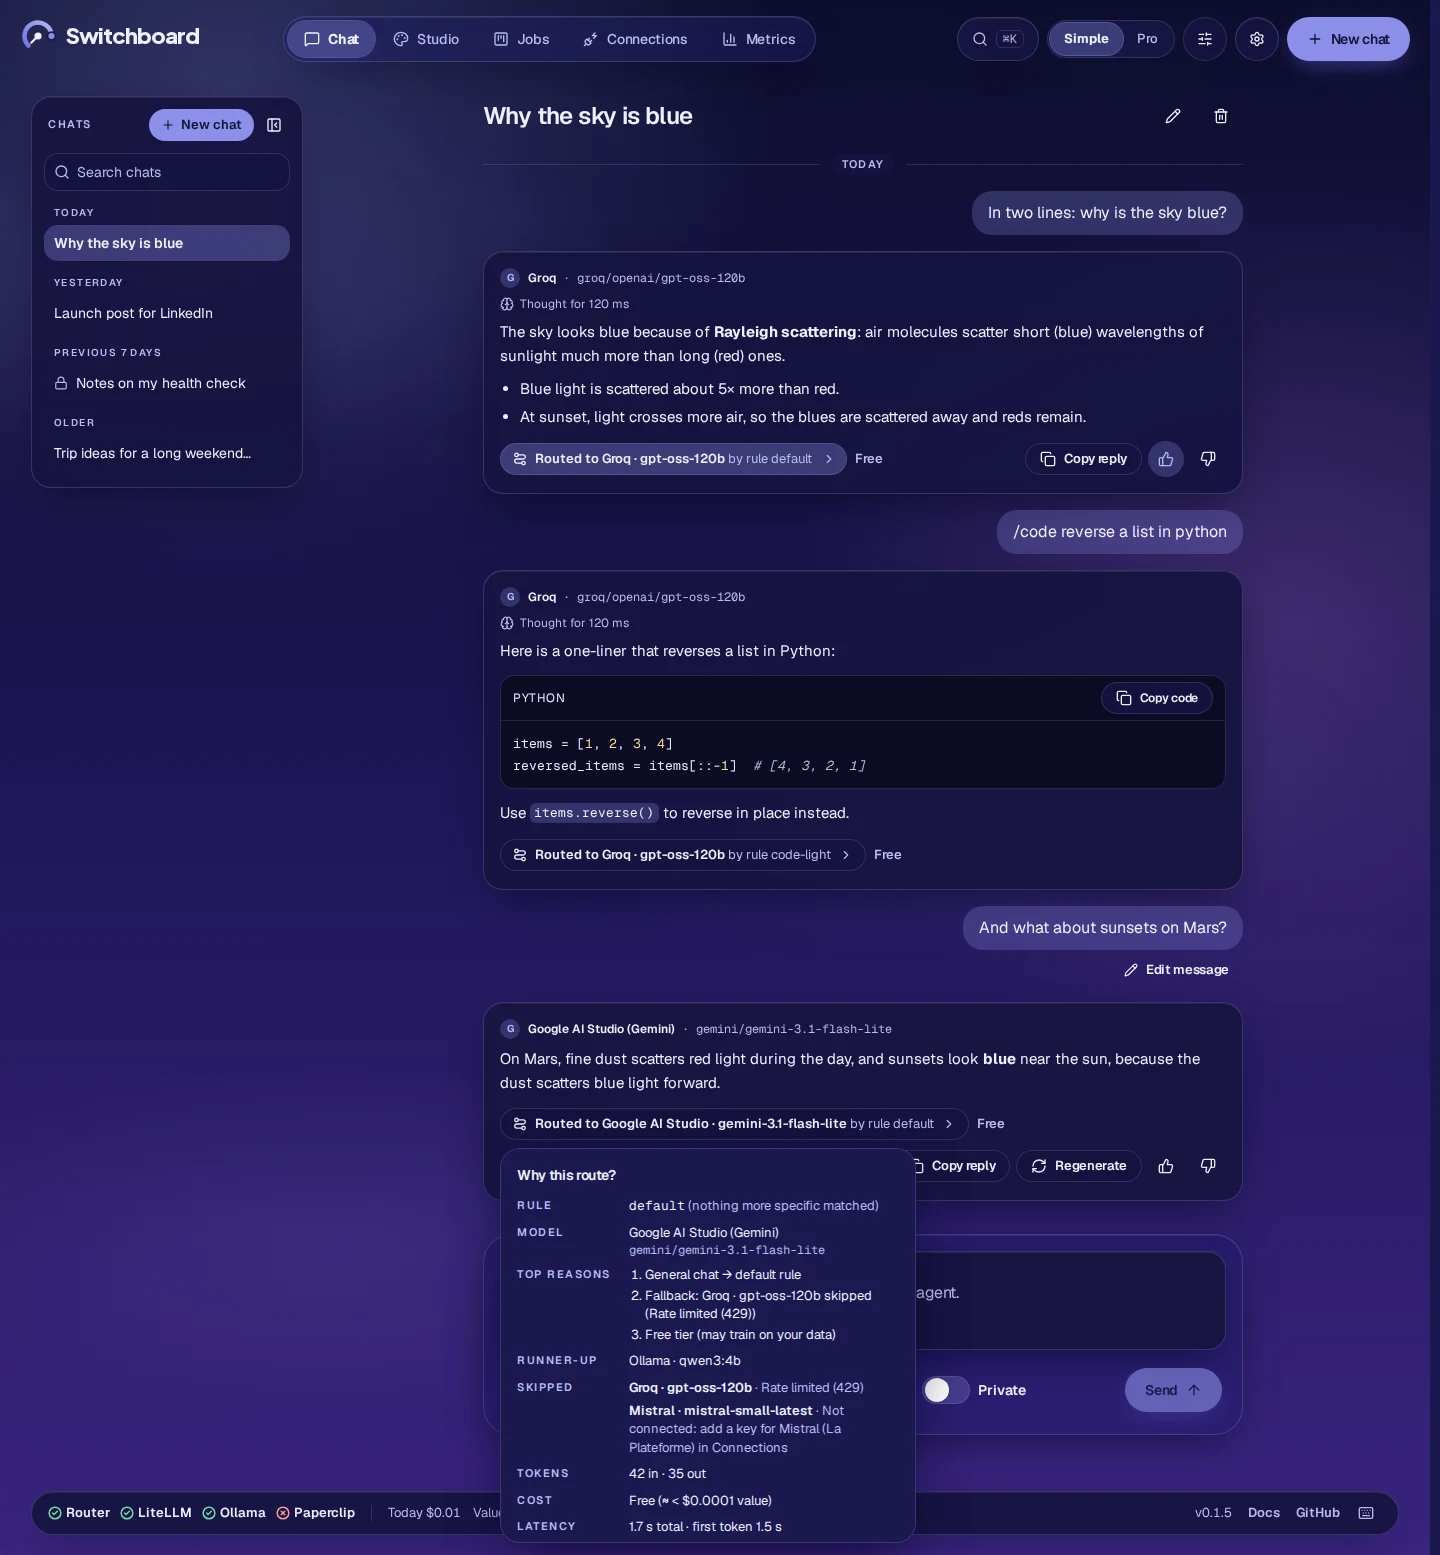 Switchboard
Chat
Studio
Jobs
Connections
Metrics
⌘K
Simple
Pro
New chat
CHATS
New chat
Search chats
TODAY
Why the sky is blue
YESTERDAY
Launch post for LinkedIn
PREVIOUS 7 DAYS
Notes on my health check
OLDER
Trip ideas for a long weekend...
Why the sky is blue
TODAY
In two lines: why is the sky blue?
G Groq · groq/openai/gpt-oss-120b
Thought for 120 ms
The sky looks blue because of Rayleigh scattering: air molecules scatter short (blue) wavelengths of
sunlight much more than long (red) ones.
• Blue light is scattered about 5× more than red.
• At sunset, light crosses more air, so the blues are scattered away and reds remain.
Routed to Groq · gpt-oss-120b by rule default
Free
Copy reply
/code reverse a list in python
G Groq · groq/openai/gpt-oss-120b
Thought for 120 ms
Here is a one-liner that reverses a list in Python:
PYTHON
Copy code
items = [1, 2, 3, 4]
reversed_items = items[::-1]  # [4, 3, 2, 1]
Use items.reverse() to reverse in place instead.
Routed to Groq · gpt-oss-120b by rule code-light
Free
And what about sunsets on Mars?
Edit message
G Google AI Studio (Gemini) · gemini/gemini-3.1-flash-lite
On Mars, fine dust scatters red light during the day, and sunsets look blue near the sun, because the
dust scatters blue light forward.
Routed to Google AI Studio · gemini-3.1-flash-lite by rule default
Free
Copy reply
Regenerate
Why this route?
RULE
default (nothing more specific matched)
MODEL
Google AI Studio (Gemini)
gemini/gemini-3.1-flash-lite
TOP REASONS
1. General chat → default rule
2. Fallback: Groq · gpt-oss-120b skipped
(Rate limited (429))
3. Free tier (may train on your data)
RUNNER-UP
Ollama · qwen3:4b
SKIPPED
Groq · gpt-oss-120b · Rate limited (429)
Mistral · mistral-small-latest · Not
connected: add a key for Mistral (La
Plateforme) in Connections
TOKENS
42 in · 35 out
COST
Free (≈ < $0.0001 value)
LATENCY
1.7 s total · first token 1.5 s
agent.
Private
Send
Router
LiteLLM
Ollama
Paperclip
Today $0.01
v0.1.5
Docs
GitHub